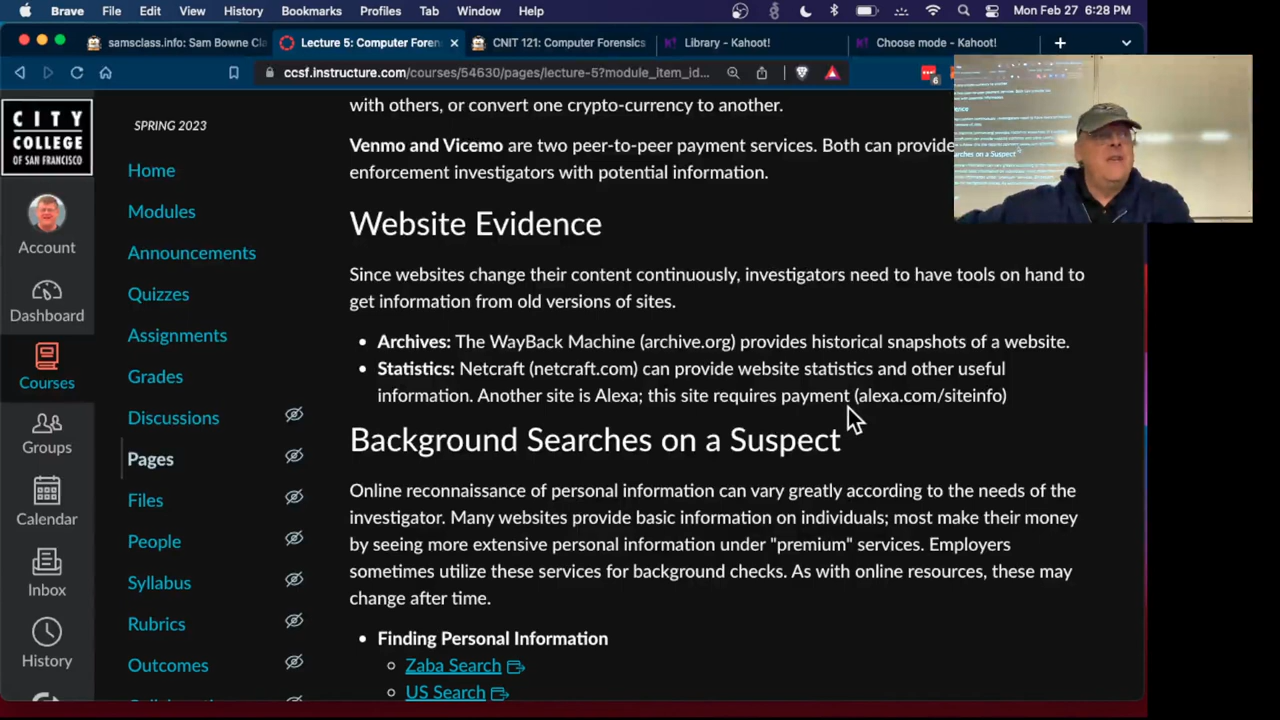 Brave File Edit View History Bookmarks Profiles Tab Window Help Mon Feb 27 6:28 PM
samsclass.info: Sam Bowne Cla Lecture 5: Computer Foren CNIT 121: Computer Forensics Library - Kahoot! Choose mode - Kahoot!
ccsf.instructure.com/courses/54630/pages/lecture-5?module_item_id... 6
CITY
COLLEGE
OF SAN FRANCISCO
Account
Dashboard
Courses
Groups
Calendar
Inbox
History
SPRING 2023
Home
Modules
Announcements
Quizzes
Assignments
Grades
Discussions
Pages
Files
People
Syllabus
Rubrics
Outcomes
with others, or convert one crypto-currency to another.
Venmo and Vicemo are two peer-to-peer payment services. Both can provide
enforcement investigators with potential information.
Website Evidence
Since websites change their content continuously, investigators need to have tools on hand to
get information from old versions of sites.
• Archives: The WayBack Machine (archive.org) provides historical snapshots of a website.
• Statistics: Netcraft (netcraft.com) can provide website statistics and other useful
information. Another site is Alexa; this site requires payment (alexa.com/siteinfo)
Background Searches on a Suspect
Online reconnaissance of personal information can vary greatly according to the needs of the
investigator. Many websites provide basic information on individuals; most make their money
by seeing more extensive personal information under "premium" services. Employers
sometimes utilize these services for background checks. As with online resources, these may
change after time.
• Finding Personal Information
Zaba Search
US Search